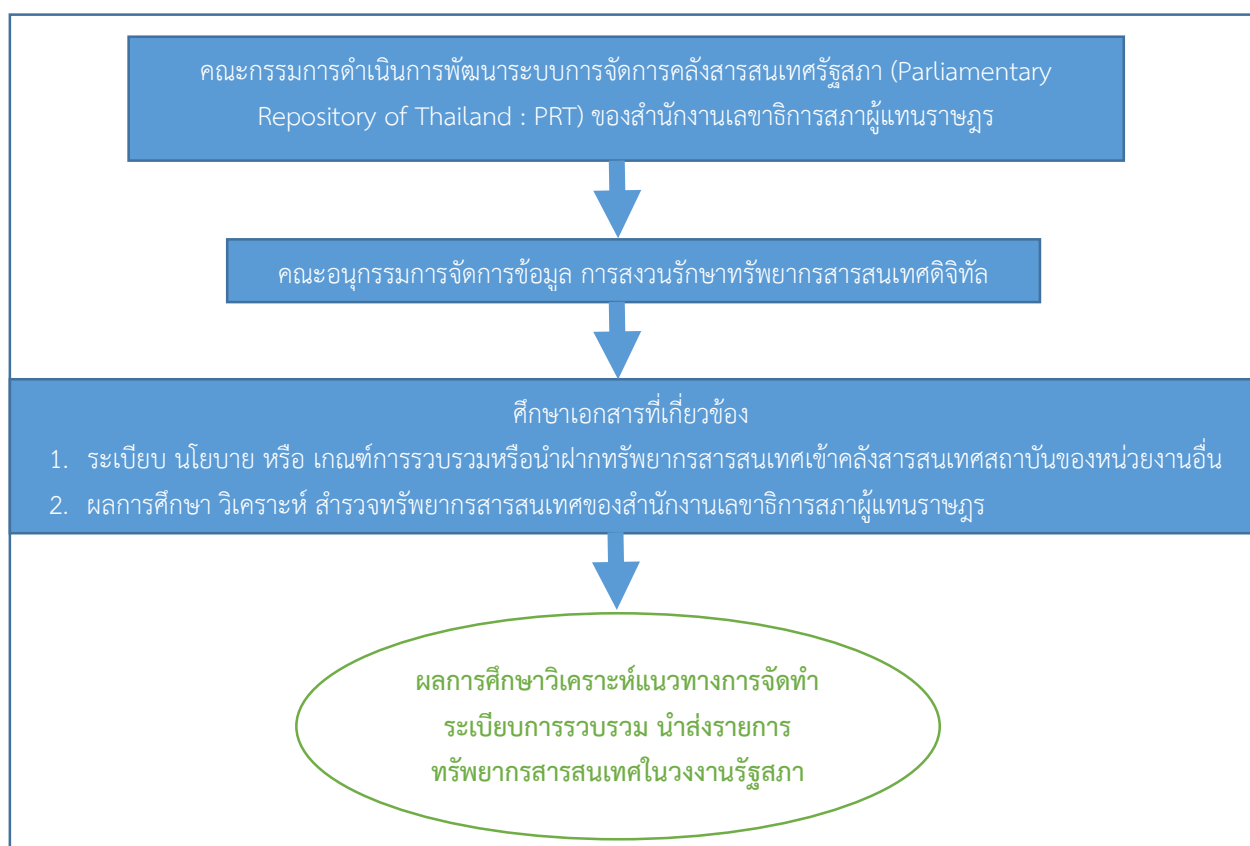 คณะกรรมการดำเนินการพัฒนาระบบการจัดการคลังสารสนเทศรัฐสภา (Parliamentary
Repository of Thailand : PRT) ของสำนักงานเลขาธิการสภาผู้แทนราษฎร
คณะอนุกรรมการจัดการข้อมูล การสงวนรักษาทรัพยากรสารสนเทศดิจิทัล
ศึกษาเอกสารที่เกี่ยวข้อง
1. ระเบียบ นโยบาย หรือ เกณฑ์การรวบรวมหรือนำฝากทรัพยากรสารสนเทศเข้าคลังสารสนเทศสถาบันของหน่วยงานอื่น
2. ผลการศึกษา วิเคราะห์ สำรวจทรัพยากรสารสนเทศของสำนักงานเลขาธิการสภาผู้แทนราษฎร
ผลการศึกษาวิเคราะห์แนวทางการจัดทำ
ระเบียบการรวบรวม นำส่งรายการ
ทรัพยากรสารสนเทศในวงงานรัฐสภา